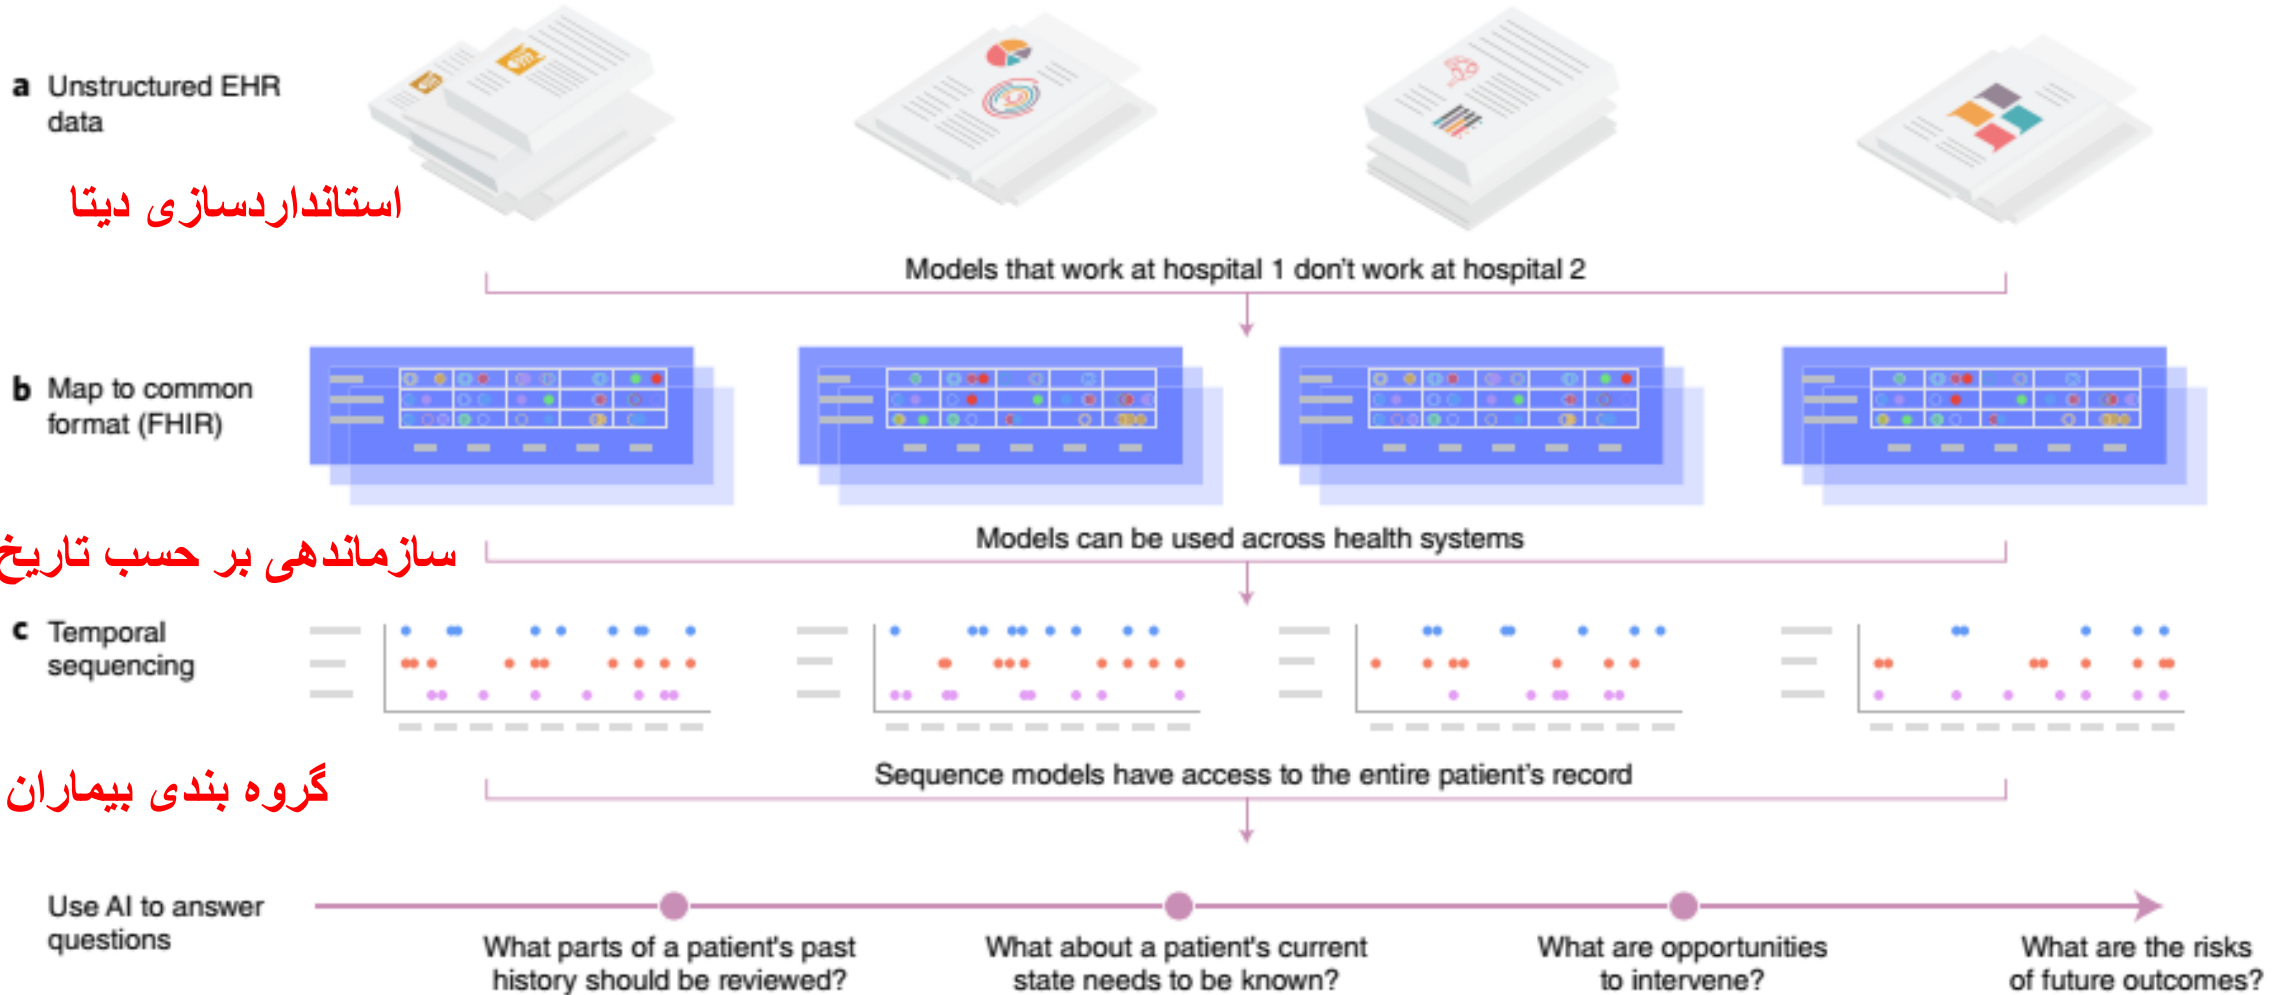 a Unstructured EHR
data
استانداردسازی دیتا
Models that work at hospital 1 don't work at hospital 2
b Map to common
format (FHIR)
سازماندهی بر حسب تاریخ
Models can be used across health systems
c Temporal
sequencing
گروه بندی بیماران
Sequence models have access to the entire patient's record
Use AI to answer
questions
What parts of a patient's past
history should be reviewed?
What about a patient's current
state needs to be known?
What are opportunities
to intervene?
What are the risks
of future outcomes?